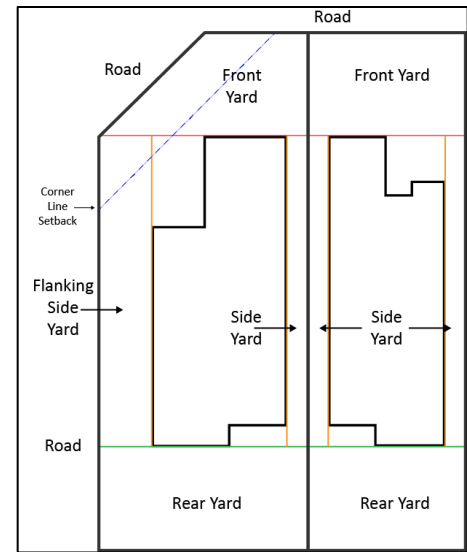 Road
Road
Front
Yard
Front Yard
Corner
Line
Setback
Flanking
Side
Yard
Side
Yard
Side
Yard
Road
Rear Yard
Rear Yard